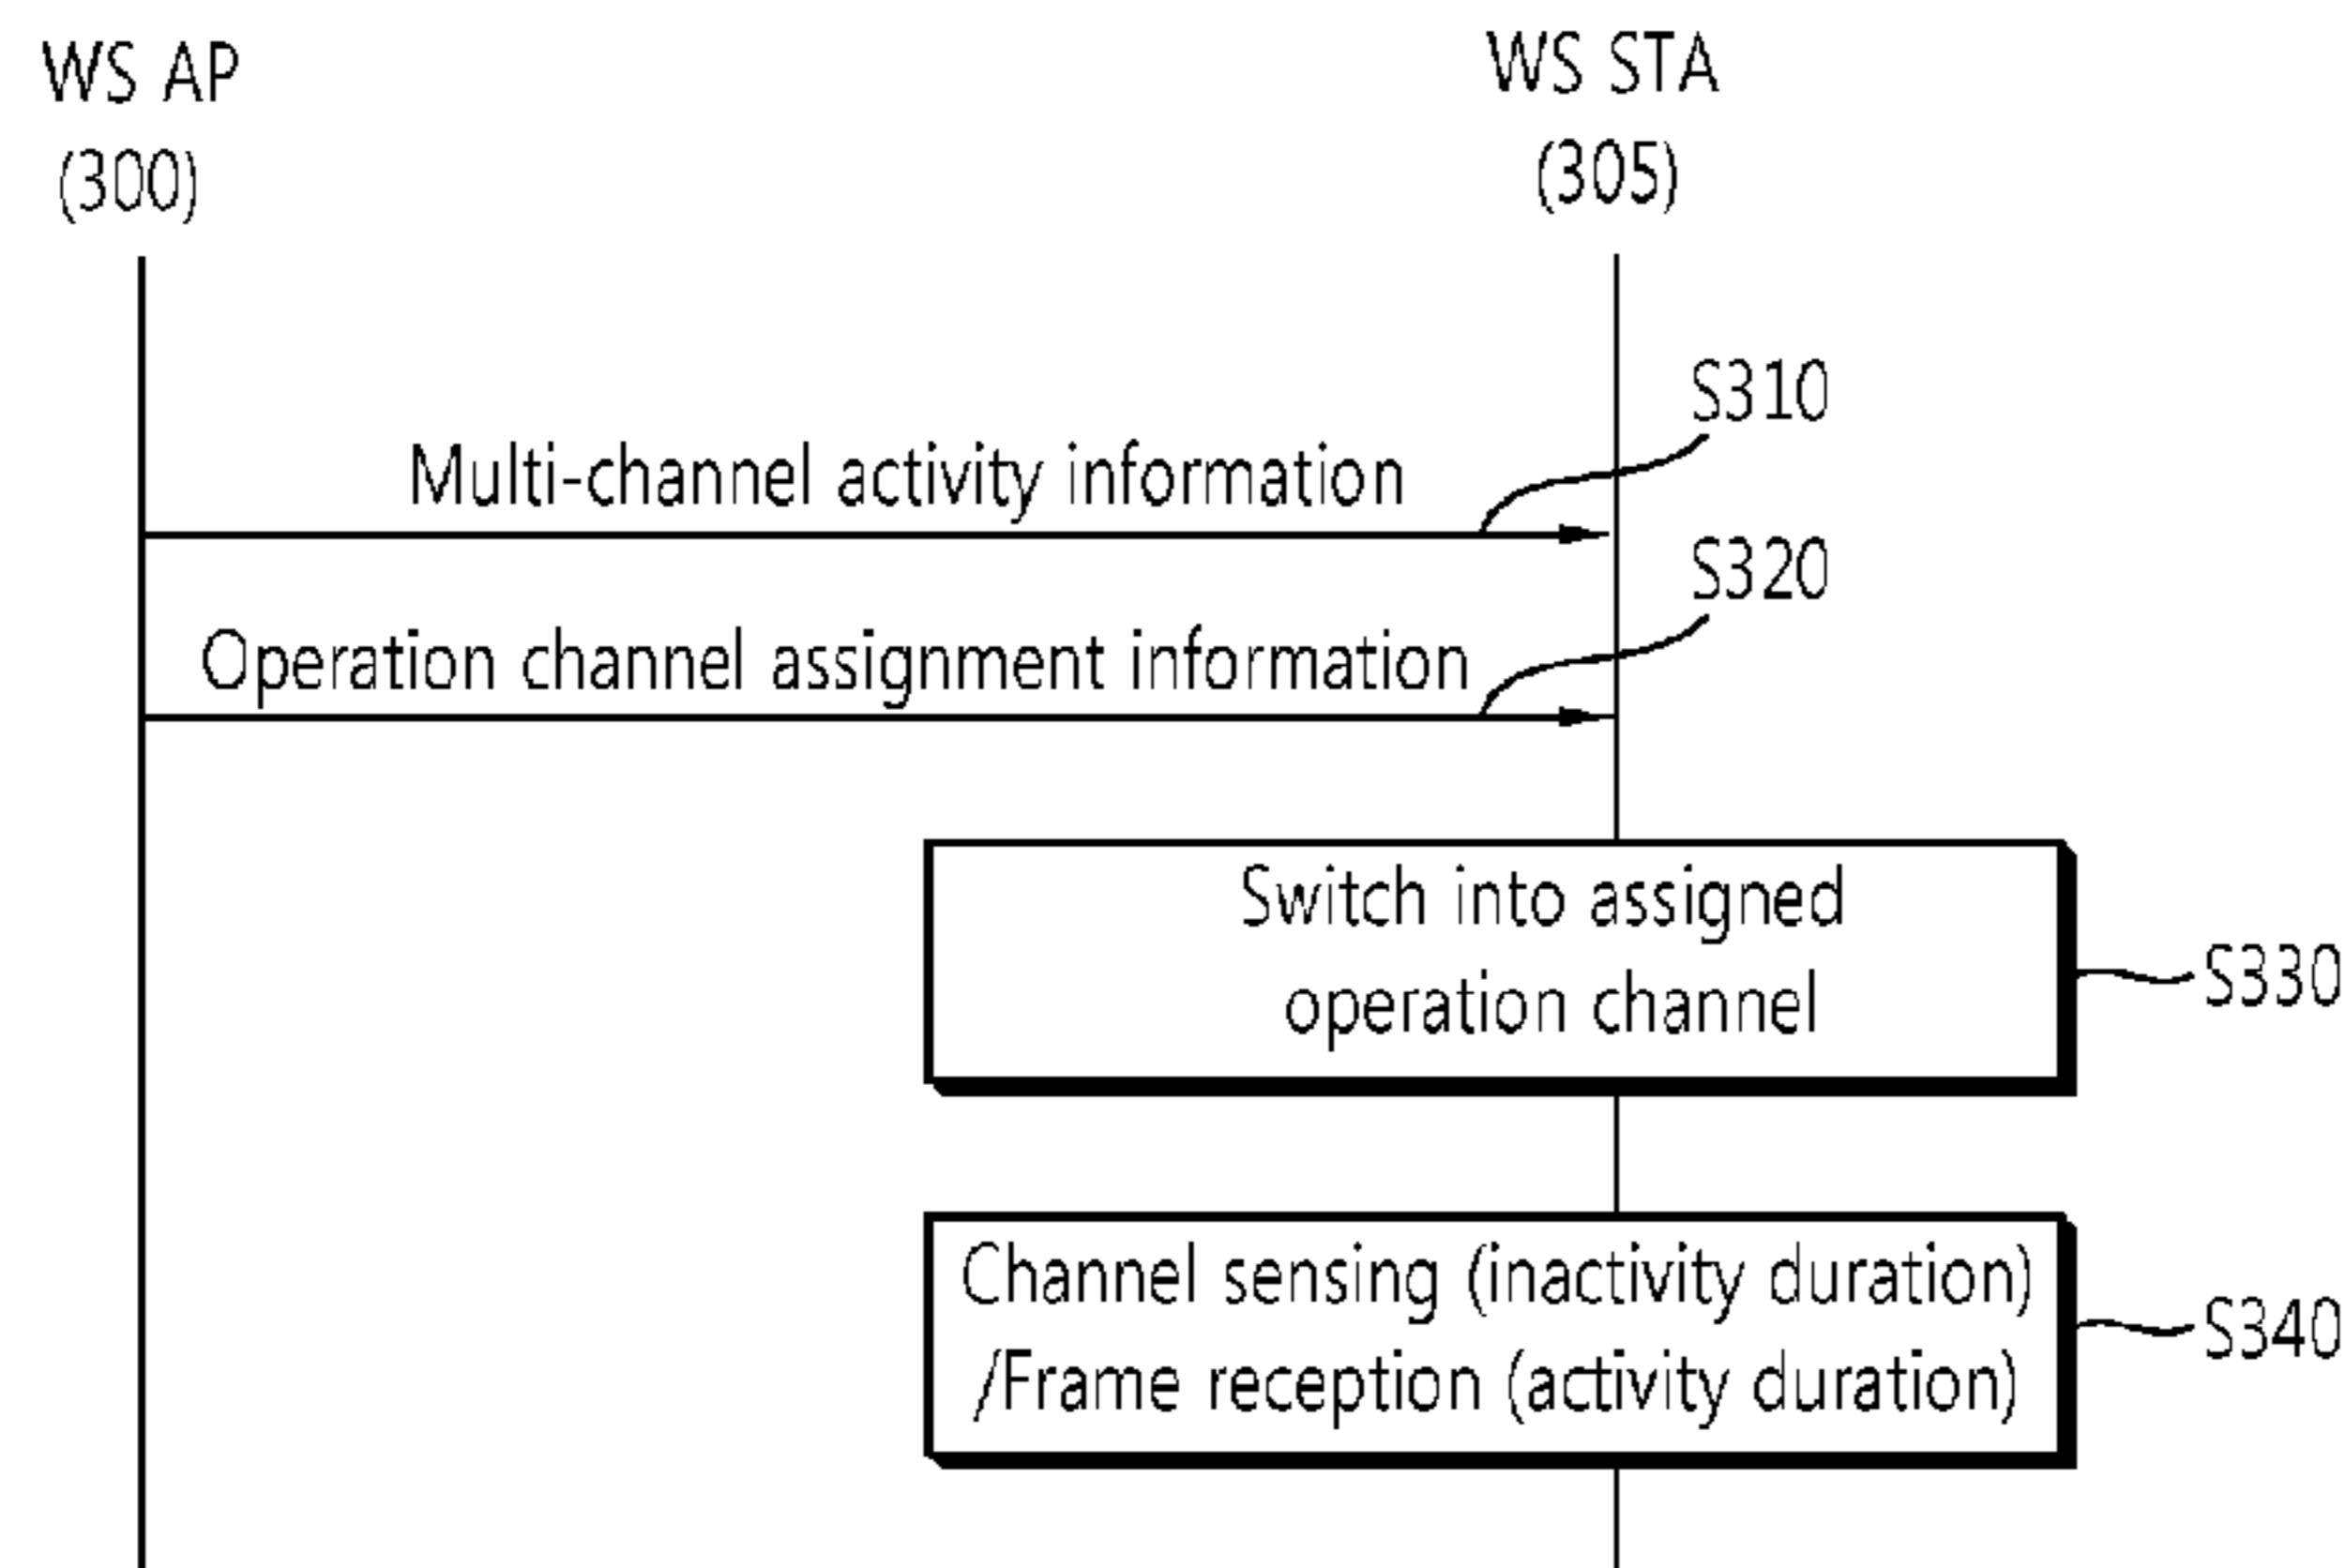 WS AP
(300)
WS STA
(305)
S310
Multi-channel activity information
S320
Operation channel assignment information
Switch into assigned
operation channel
S330
Channel sensing (inactivity duration)
/Frame reception (activity duration)
S340